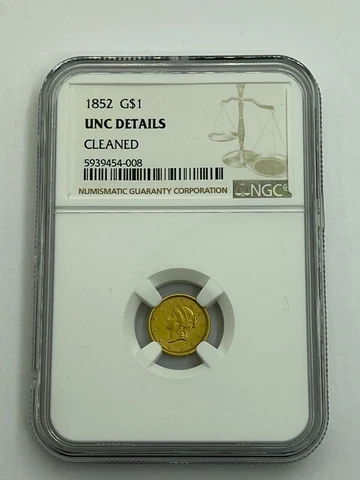 1852 G$1
UNC DETAILS
CLEANED
5939454-008
NUMISMATIC GUARANTY CORPORATION
NGC